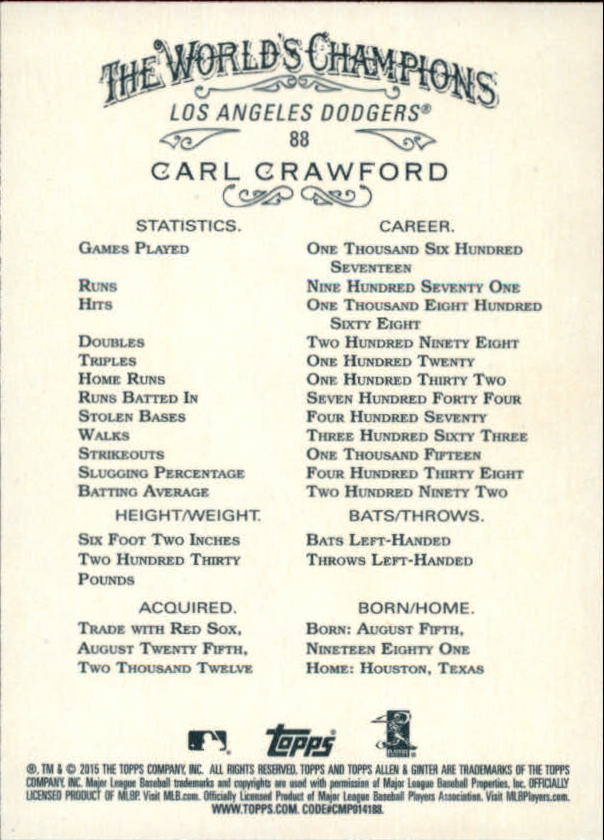 THE WORLD'S CHAMPIONS
LOS ANGELES DODGERS®
88
CARL CRAWFORD
STATISTICS. CAREER.
GAMES PLAYED ONE THOUSAND SIX HUNDRED
SEVENTEEN
RUNS NINE HUNDRED SEVENTY ONE
HITS ONE THOUSAND EIGHT HUNDRED
SIXTY EIGHT
DOUBLES TWO HUNDRED NINETY EIGHT
TRIPLES ONE HUNDRED TWENTY
HOME RUNS ONE HUNDRED THIRTY TWO
RUNS BATTED IN SEVEN HUNDRED FORTY FOUR
STOLEN BASES FOUR HUNDRED SEVENTY
WALKS THREE HUNDRED SIXTY THREE
STRIKEOUTS ONE THOUSAND FIFTEEN
SLUGGING PERCENTAGE FOUR HUNDRED THIRTY EIGHT
BATTING AVERAGE TWO HUNDRED NINETY TWO
HEIGHT/WEIGHT. BATS/THROWS.
SIX FOOT TWO INCHES BATS LEFT-HANDED
TWO HUNDRED THIRTY THROWS LEFT-HANDED
POUNDS
ACQUIRED. BORN/HOME.
TRADE WITH RED SOX, BORN: AUGUST FIFTH,
AUGUST TWENTY FIFTH, NINETEEN EIGHTY ONE
TWO THOUSAND TWELVE HOME: HOUSTON, TEXAS
Topps
®, TM & © 2015 THE TOPPS COMPANY, INC. ALL RIGHTS RESERVED. TOPPS AND TOPPS ALLEN & GINTER ARE TRADEMARKS OF THE TOPPS
COMPANY, INC. Major League Baseball trademarks and copyrights are used with permission of Major League Baseball Properties, Inc. OFFICIALLY
LICENSED PRODUCT OF MLBP. Visit MLB.com. Officially Licensed Product of Major League Baseball Players Association. Visit MLBPlayers.com.
WWW.TOPPS.COM. CODE#CMP014188.